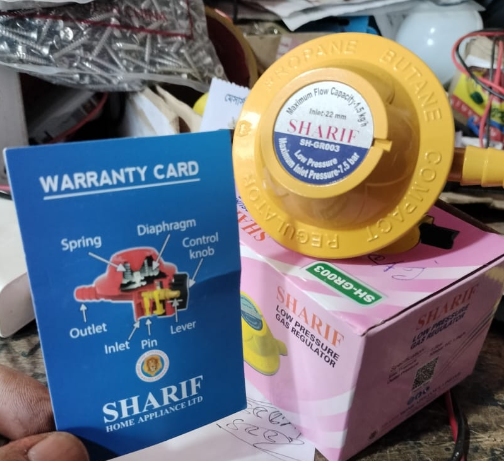 WARRANTY CARD
Spring
Diaphragm
Control
knob
Outlet
Inlet
Pin
Lever
SHARIF
HOME APPLIANCE LTD
PROPANE BUTANE
COMPACT
REGULATOR
Maximum Flow Capacity-1.5 kg/h
Inlet:22 mm
SHARIF
SH-GR003
Low Pressure
Maximum Inlet Pressure-7.5 bar
SHA
SH-GR003
SHARIF
LOW PRESSURE
GAS REGULATOR
SHARIF
LOW PRESSURE
GAS REGULATOR